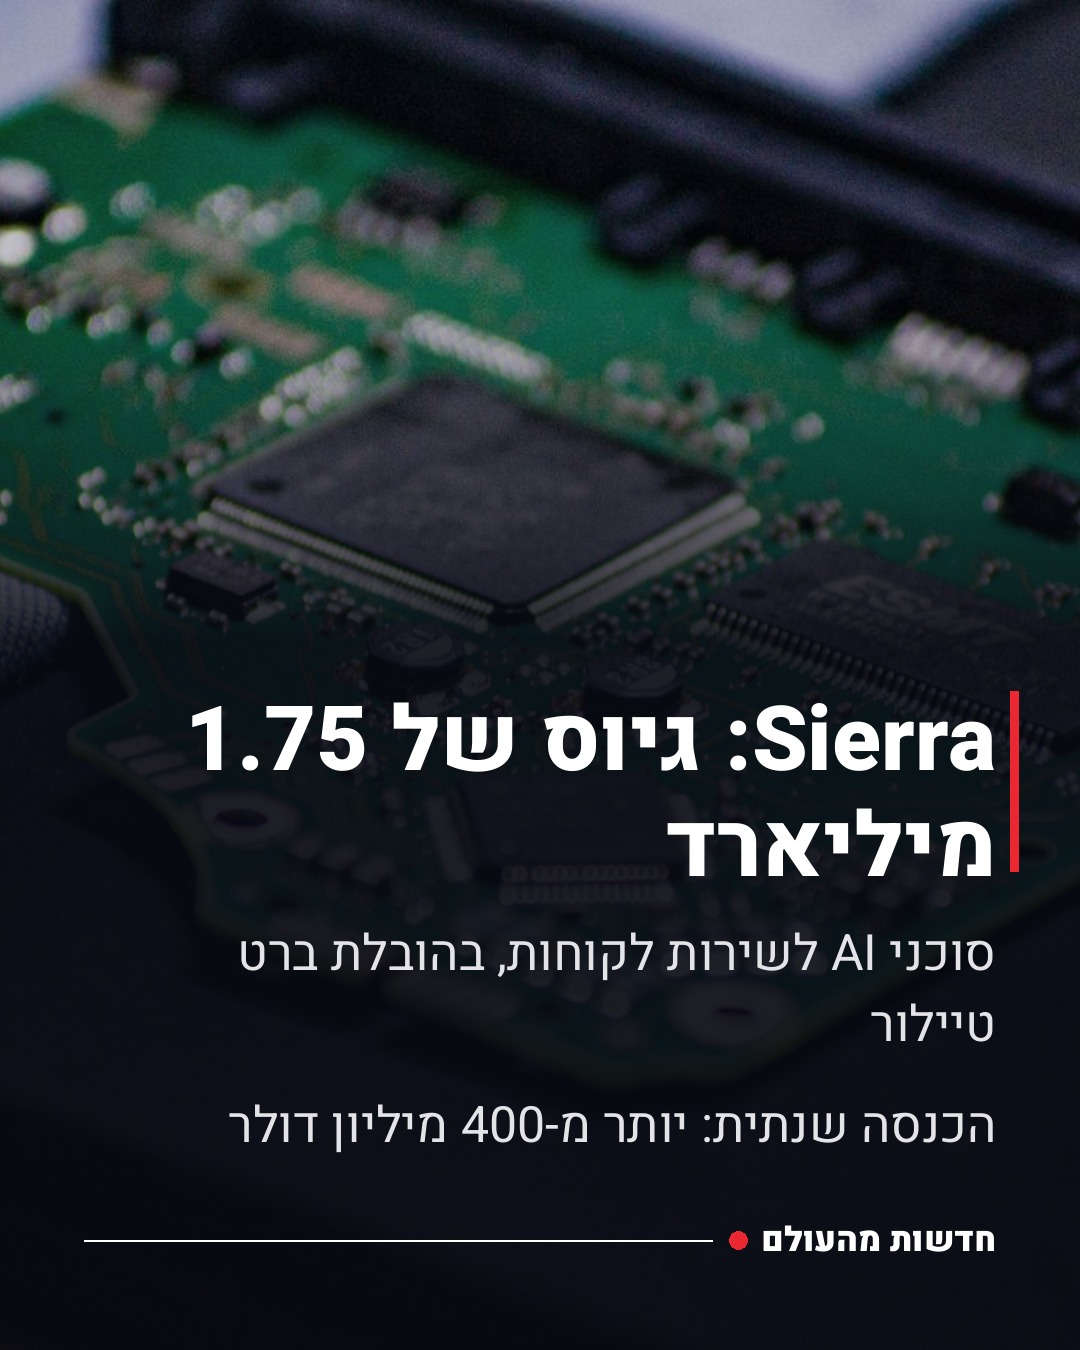 Sierra: גיוס של 1.75
מיליארד
סוכני AI לשירות לקוחות, בהובלת ברט
טיילור
הכנסה שנתית: יותר מ-400 מיליון דולר
חדשות מהעולם
ESMT